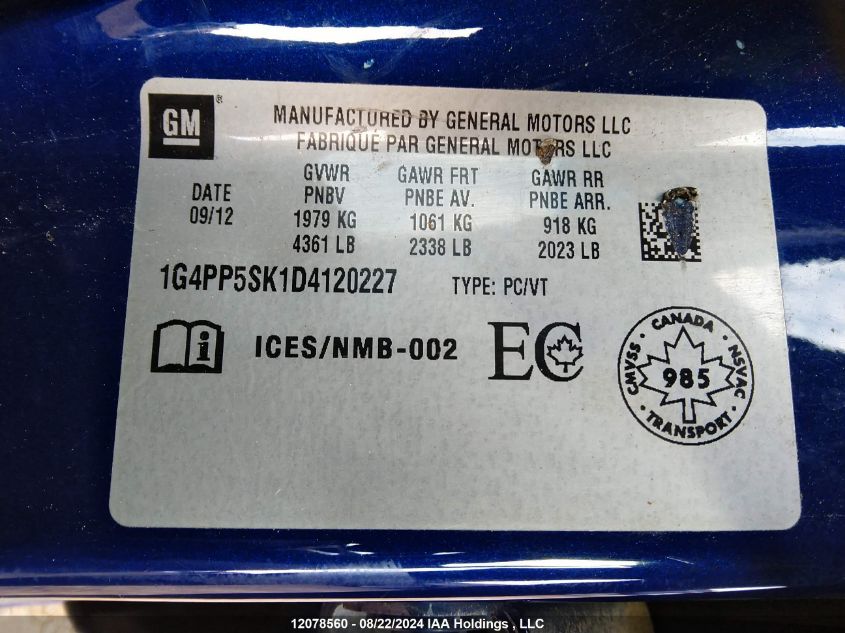 GM
MANUFACTURED BY GENERAL MOTORS LLC
FABRIQUÉ PAR GENERAL MOTORS LLC
DATE
09/12
GVWR
PNBV
1979 KG
4361 LB
GAWR FRT
PNBE AV.
1061 KG
2338 LB
GAWR RR
PNBE ARR.
918 KG
2023 LB
1G4PP5SK1D4120227 TYPE: PC/VT
ICES/NMB-002
EC
CANADA
CMVSS
985
NSVAC
TRANSPORT
12078560 - 08/22/2024 IAA Holdings , LLC